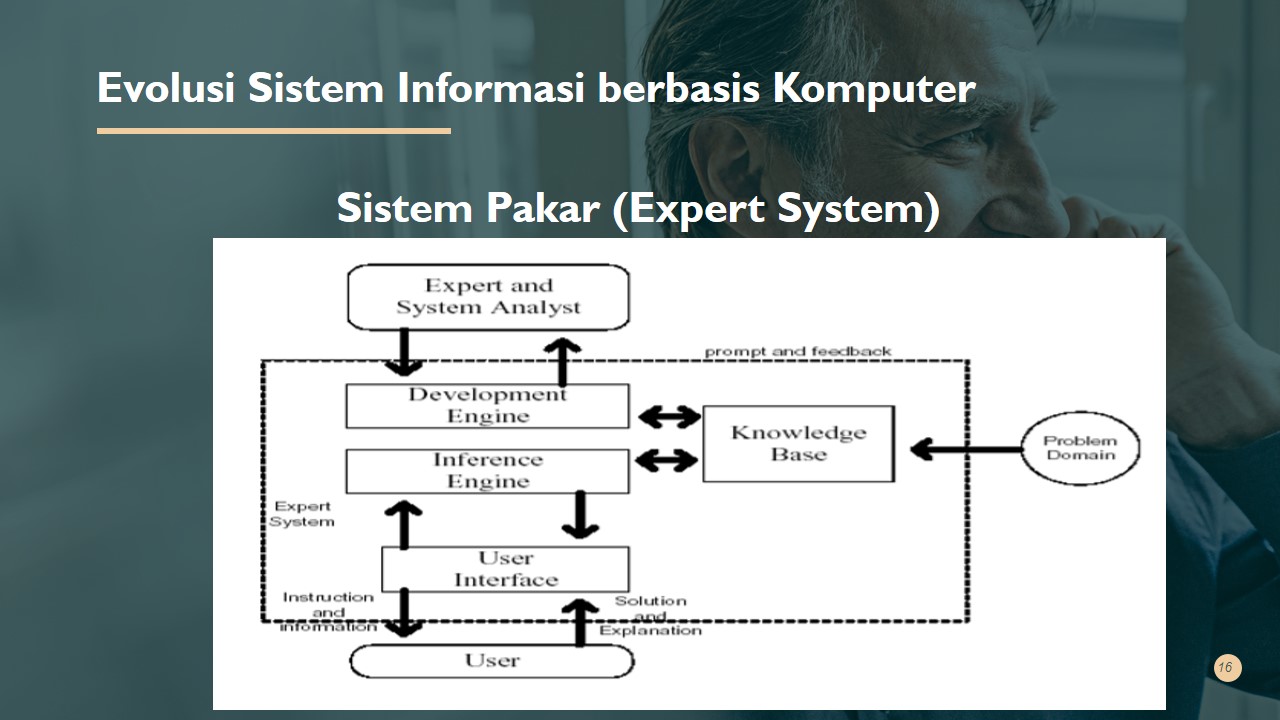 Evolusi Sistem Informasi berbasis Komputer
Sistem Pakar (Expert System)
Expert and
System Analyst
prompt and feedback
Development
Engine
Knowledge
Base
Problem
Domain
Inference
Engine
Expert
System
User
Interface
Instruction
and
information
Solution
and
Explanation
User
16